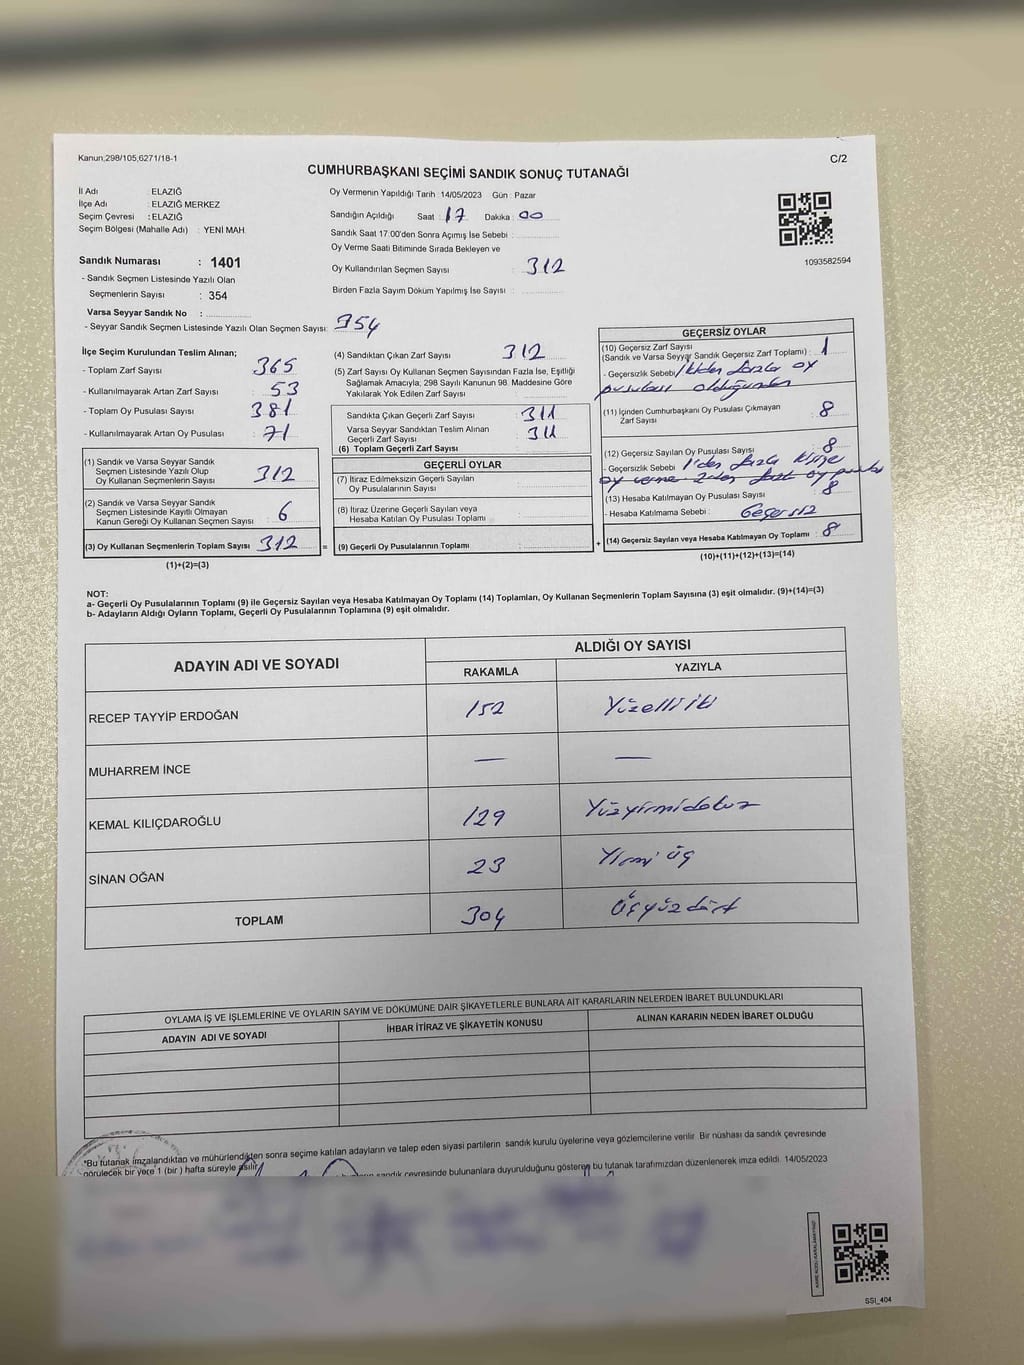 Kanun,298/105,6271/18-1
C/2
CUMHURBAŞKANI SEÇİMİ SANDIK SONUÇ TUTANAĞI
İl Adı : ELAZIĞ
İlçe Adı : ELAZIĞ MERKEZ
Seçim Çevresi : ELAZIĞ
Seçim Bölgesi (Mahalle Adı) : YENİ MAH.
Oy Vermenin Yapıldığı Tarih :14/05/2023 Gün : Pazar
Sandığın Açıldığı Saat : 17 Dakika : 00
Sandık Saat 17.00'den Sonra Açımış İse Sebebi :
Oy Verme Saati Bitiminde Sırada Bekleyen ve
Oy Kullandırılan Seçmen Sayısı : 312
Birden Fazla Sayım Döküm Yapılmış İse Sayısı :
1093582594
Sandık Numarası : 1401
- Sandık Seçmen Listesinde Yazılı Olan
Seçmenlerin Sayısı : 354
Varsa Seyyar Sandık No :
- Seyyar Sandık Seçmen Listesinde Yazılı Olan Seçmen Sayısı: 354
İlçe Seçim Kurulundan Teslim Alınan;
- Toplam Zarf Sayısı : 365
- Kullanılmayarak Artan Zarf Sayısı : 53
- Toplam Oy Pusulası Sayısı : 381
- Kullanılmayarak Artan Oy Pusulası : 71
(1) Sandık ve Varsa Seyyar Sandık
Seçmen Listesinde Yazılı Olup
Oy Kullanan Seçmenlerin Sayısı : 312
(2) Sandık ve Varsa Seyyar Sandık
Seçmen Listesinde Kayıtlı Olmayan
Kanun Gereği Oy Kullanan Seçmen Sayısı : 6
(3) Oy Kullanan Seçmenlerin Toplam Sayısı : 312 =
(1)+(2)=(3)
(4) Sandıktan Çıkan Zarf Sayısı : 312
(5) Zarf Sayısı Oy Kullanan Seçmen Sayısından Fazla İse, Eşitliği
Sağlamak Amacıyla, 298 Sayılı Kanunun 98. Maddesine Göre
Yakılarak Yok Edilen Zarf Sayısı :
Sandıkta Çıkan Geçerli Zarf Sayısı : 311
Varsa Seyyar Sandıktan Teslim Alınan
Geçerli Zarf Sayısı : 311
(6) Toplam Geçerli Zarf Sayısı
GEÇERLİ OYLAR
(7) İtiraz Edilmeksizin Geçerli Sayılan
Oy Pusulalarının Sayısı :
(8) İtiraz Üzerine Geçerli Sayılan veya
Hesaba Katılan Oy Pusulası Toplamı :
(9) Geçerli Oy Pusulalarının Toplamı : +
GEÇERSİZ OYLAR
(10) Geçersiz Zarf Sayısı
(Sandık ve Varsa Seyyar Sandık Geçersiz Zarf Toplamı) : 1
- Geçersizlik Sebebi fazla oy
pusulası olduğundan
(11) İçinden Cumhurbaşkanı Oy Pusulası Çıkmayan
Zarf Sayısı : 8
(12) Geçersiz Sayılan Oy Pusulası Sayısı : 8
- Geçersizlik Sebebi 1'den fazla kişiye
oy verme
(13) Hesaba Katılmayan Oy Pusulası Sayısı : 8
- Hesaba Katılmama Sebebi : Geçersiz
(14) Geçersiz Sayılan veya Hesaba Katılmayan Oy Toplamı : 8
(10)+(11)+(12)+(13)=(14)
NOT:
a- Geçerli Oy Pusulalarının Toplamı (9) ile Geçersiz Sayılan veya Hesaba Katılmayan Oy Toplamı (14) Toplamları, Oy Kullanan Seçmenlerin Toplam Sayısına (3) eşit olmalıdır. (9)+(14)=(3)
b- Adayların Aldığı Oyların Toplamı, Geçerli Oy Pusulalarının Toplamına (9) eşit olmalıdır.
ADAYIN ADI VE SOYADI
ALDIĞI OY SAYISI
RAKAMLA YAZIYLA
RECEP TAYYİP ERDOĞAN 152 Yüzelliiki
MUHARREM İNCE — —
KEMAL KILIÇDAROĞLU 129 Yüzyirmidokuz
SİNAN OĞAN 23 Yirmi üç
TOPLAM 304 Üçyüzdört
OYLAMA İŞ VE İŞLEMLERİNE VE OYLARIN SAYIM VE DÖKÜMÜNE DAİR ŞİKAYETLERLE BUNLARA AİT KARARLARIN NELERDEN İBARET BULUNDUKLARI
ADAYIN ADI VE SOYADI
İHBAR İTİRAZ VE ŞİKAYETİN KONUSU
ALINAN KARARIN NEDEN İBARET OLDUĞU
*Bu tutanak imzalandıktan ve mühürlendikten sonra seçime katılan adayların ve talep eden siyasi partilerin sandık kurulu üyelerine veya gözlemcilerine verilir. Bir nüshası da sandık çevresinde
görülecek bir yere 1 (bir ) hafta süreyle asılır.
sandık çevresinde bulunanlara duyurulduğunu gösteren bu tutanak tarafımızdan düzenlenerek imza edildi. 14/05/2023
SSI_404